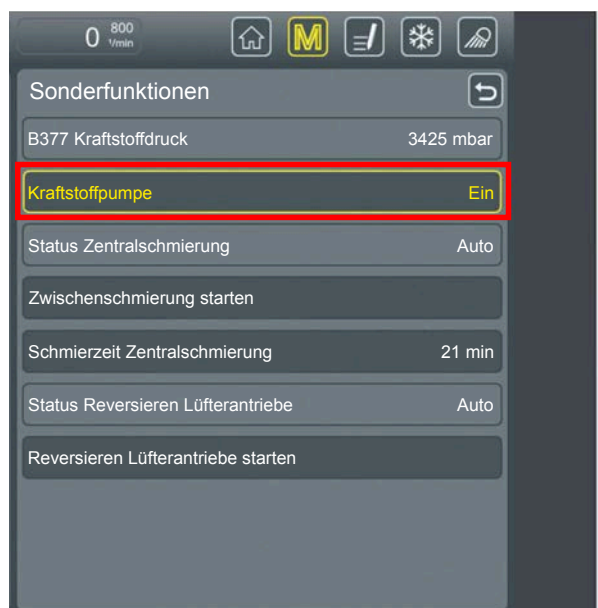 0 800 1/min
M
Sonderfunktionen
B377 Kraftstoffdruck 3425 mbar
Kraftstoffpumpe Ein
Status Zentralschmierung Auto
Zwischenschmierung starten
Schmierzeit Zentralschmierung 21 min
Status Reversieren Lüfterantriebe Auto
Reversieren Lüfterantriebe starten